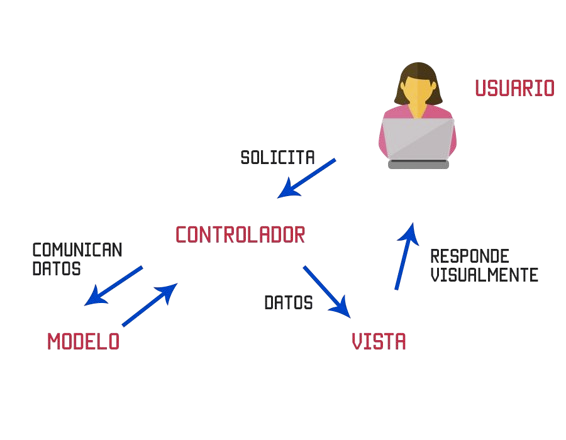 USUARIO
SOLICITA
CONTROLADOR
COMUNICAN
DATOS
RESPONDE
VISUALMENTE
DATOS
MODELO
VISTA